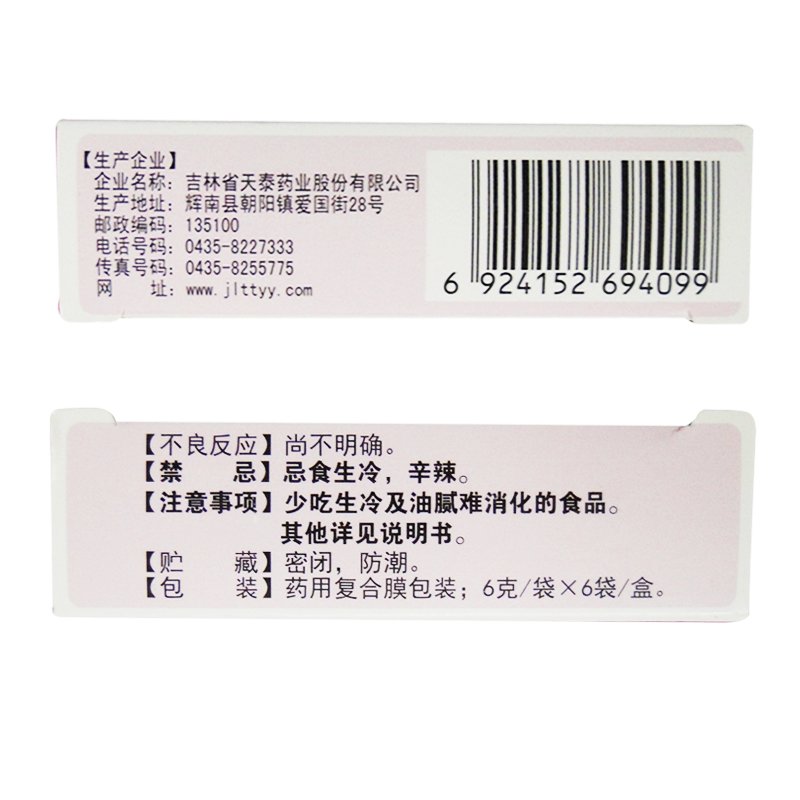 【生产企业】
企业名称：吉林省天泰药业股份有限公司
生产地址：辉南县朝阳镇爱国街28号
邮政编码：135100
电话号码：0435-8227333
传真号码：0435-8255775
网 址：www.jlttyy.com
6 924152 694099
【不良反应】尚不明确。
【禁 忌】忌食生冷，辛辣。
【注意事项】少吃生冷及油腻难消化的食品。
其他详见说明书。
【贮 藏】密闭，防潮。
【包 装】药用复合膜包装；6克/袋×6袋/盒。